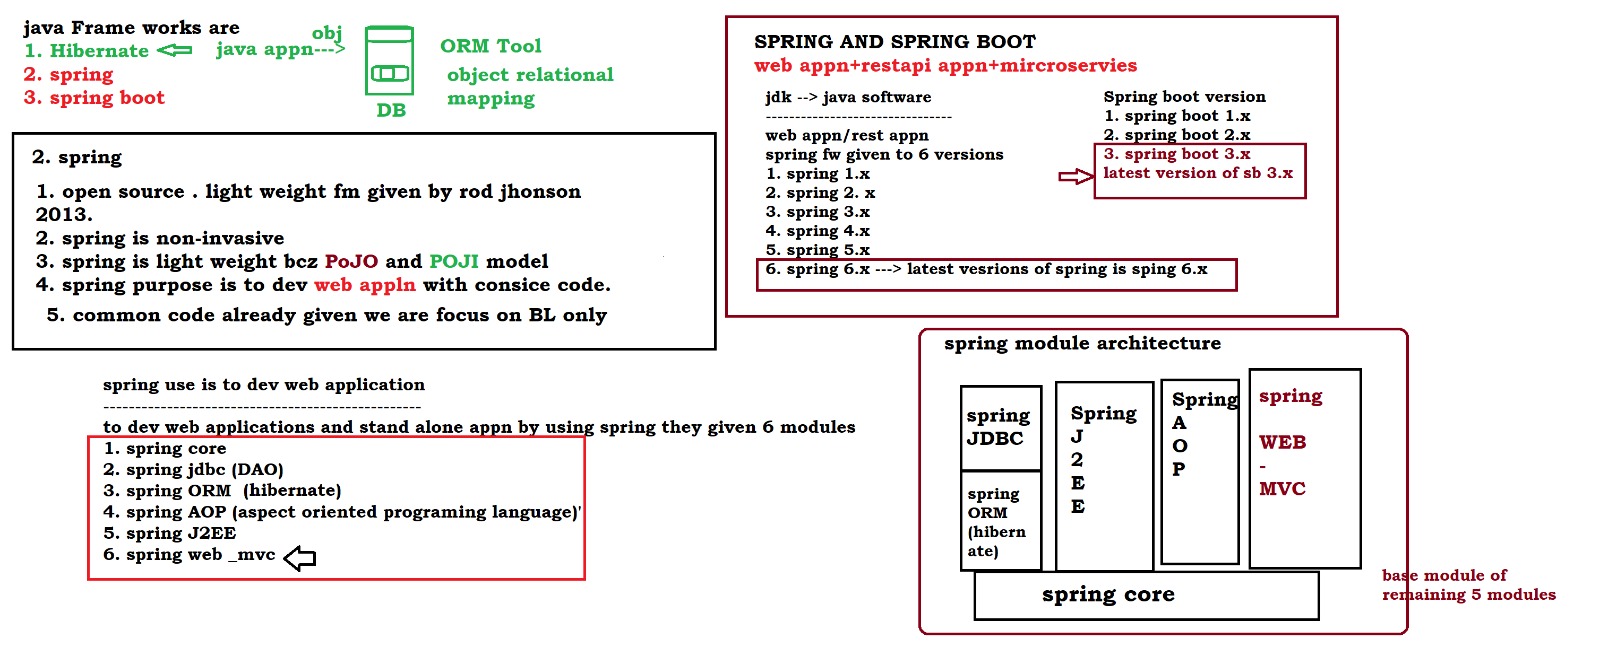 java Frame works are
1. Hibernate
java appn--->
obj
2. spring
3. spring boot
DB
ORM Tool
object relational
mapping
2. spring
1. open source . light weight fm given by rod jhonson
2013.
2. spring is non-invasive
3. spring is light weight bcz PoJO and POJI model
4. spring purpose is to dev web appln with consice code.
5. common code already given we are focus on BL only
SPRING AND SPRING BOOT
web appn+restapi appn+mircroservies
jdk --> java software
------------------------------
web appn/rest appn
spring fw given to 6 versions
1. spring 1.x
2. spring 2. x
3. spring 3.x
4. spring 4.x
5. spring 5.x
6. spring 6.x ---> latest vesrions of spring is sping 6.x
Spring boot version
1. spring boot 1.x
2. spring boot 2.x
3. spring boot 3.x
latest version of sb 3.x
spring use is to dev web application
--------------------------------------------------
to dev web applications and stand alone appn by using spring they given 6 modules
1. spring core
2. spring jdbc (DAO)
3. spring ORM (hibernate)
4. spring AOP (aspect oriented programing language)'
5. spring J2EE
6. spring web _mvc
spring module architecture
spring
JDBC
spring
ORM
(hibern
ate)
Spring
J
2
E
E
Spring
A
O
P
spring
WEB
-
MVC
spring core
base module of
remaining 5 modules